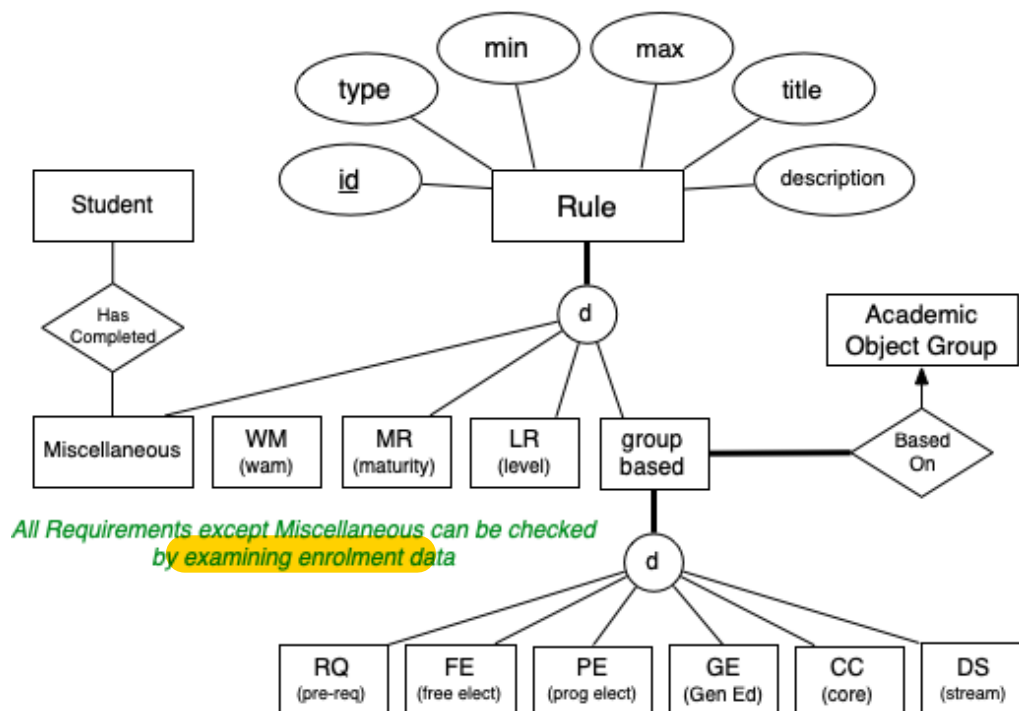 min
max
type
title
id
description
Student
Rule
Has
Completed
d
Academic
Object Group
Miscellaneous
WM
(wam)
MR
(maturity)
LR
(level)
group
based
Based
On
All Requirements except Miscellaneous can be checked
by examining enrolment data
d
RQ
(pre-req)
FE
(free elect)
PE
(prog elect)
GE
(Gen Ed)
CC
(core)
DS
(stream)